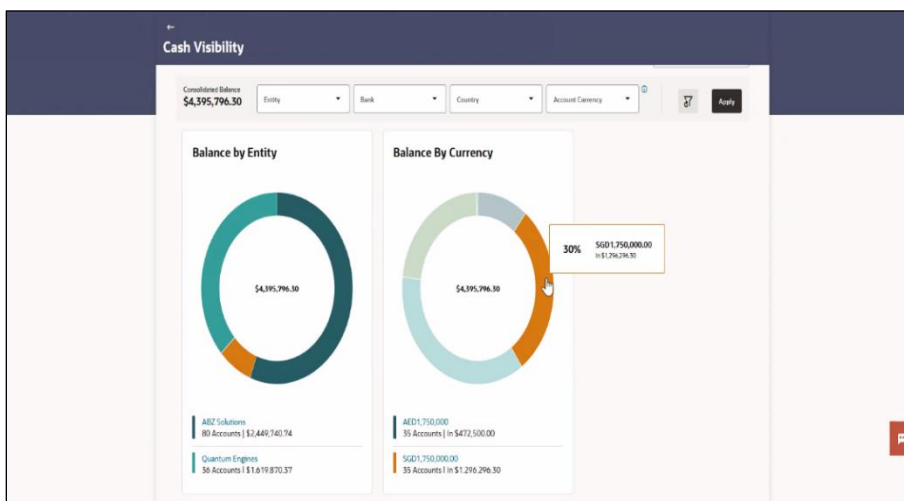 ←
Cash Visibility
Consolidated Balance
$4,395,796.30
Entity
Bank
Country
Account Currency
Apply
Balance by Entity
$4,395,796.30
ABZ Solutions
80 Accounts | $2,449,740.74
Quantum Engines
36 Accounts | $1,619,870.37
Balance By Currency
$4,395,796.30
30%
SGD1,750,000.00
In $1,296,296.30
AED1,750,000
35 Accounts | In $472,500.00
SGD1,750,000.00
35 Accounts | In $1,296,296.30